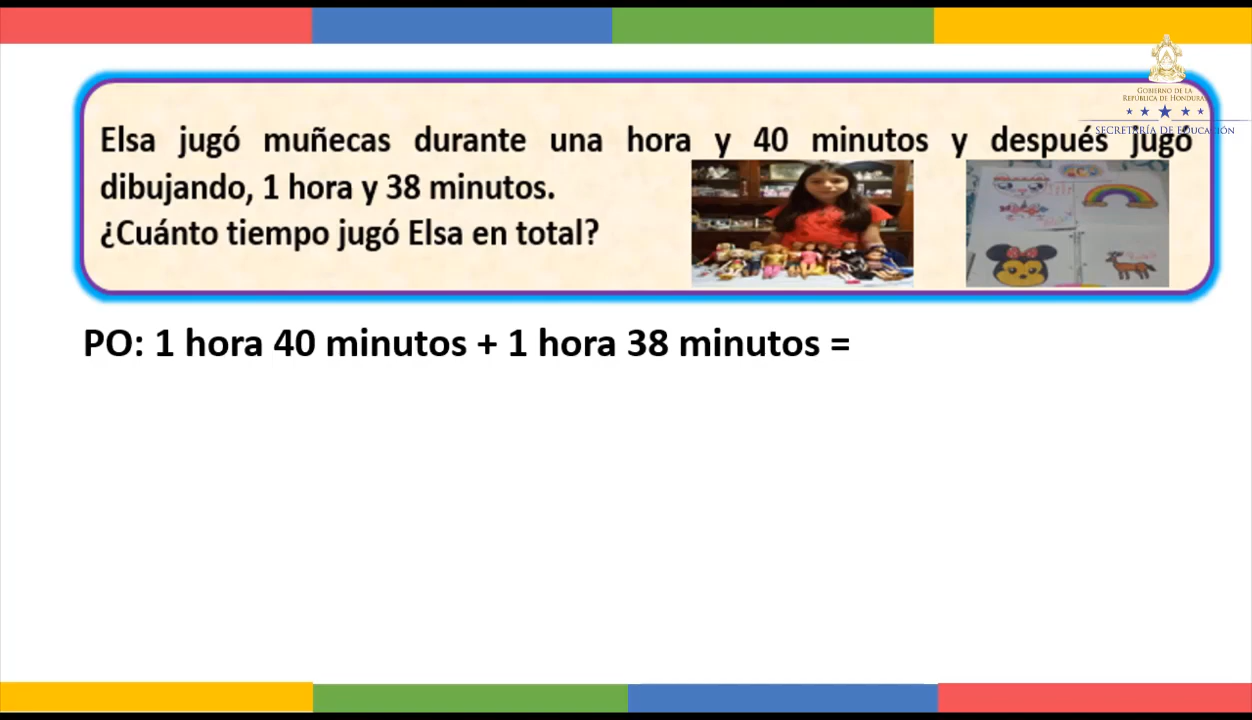 GOBIERNO DE LA
REPÚBLICA DE HONDURAS
SECRETARÍA DE EDUCACIÓN
Elsa jugó muñecas durante una hora y 40 minutos y después jugó
dibujando, 1 hora y 38 minutos.
¿Cuánto tiempo jugó Elsa en total?
PO: 1 hora 40 minutos + 1 hora 38 minutos =